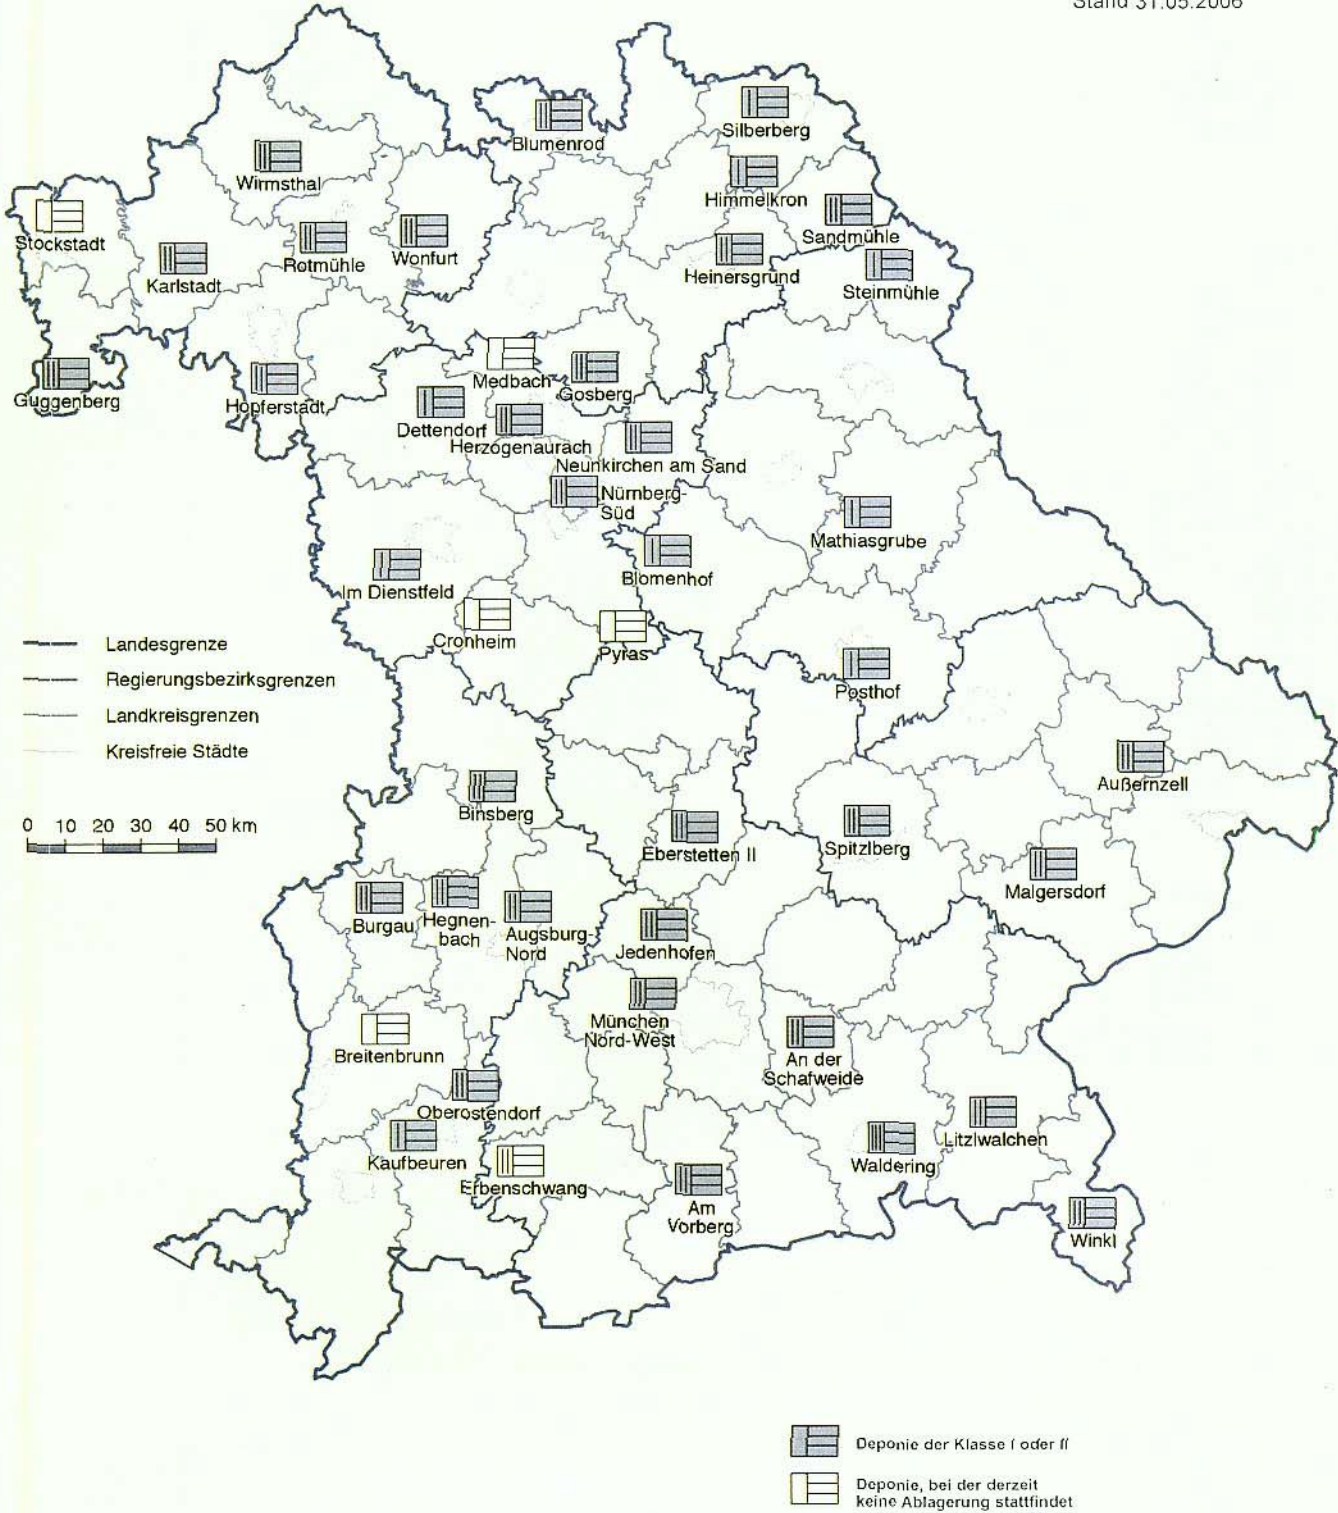 Stand 31.05.2006
Silberberg
Blumenrod
Wirmsthal
Himmelkron
Stockstadt
Sandmühle
Wonfurt
Rotmühle
Heinersgrund
Karlstadt
Steinmühle
Medbach
Gosberg
Guggenberg
Hopferstadt
Dettendorf
Herzogenaurach
Neunkirchen am Sand
Nürnberg-
Süd
Mathiasgrube
Blomenhof
Im Dienstfeld
Cronheim
Pyras
Landesgrenze
Regierungsbezirksgrenzen
Landkreisgrenzen
Kreisfreie Städte
Posthof
Außernzell
Binsberg
0 10 20 30 40 50 km
Eberstetten II
Spitzlberg
Malgersdorf
Burgau
Hegnen-
bach
Augsburg-
Nord
Jedenhofen
München
Nord-West
Breitenbrunn
An der
Schafweide
Oberostendorf
Litzlwalchen
Kaufbeuren
Waldering
Erbenschwang
Am
Vorberg
Winkl
Deponie der Klasse I oder II
Deponie, bei der derzeit
keine Ablagerung stattfindet